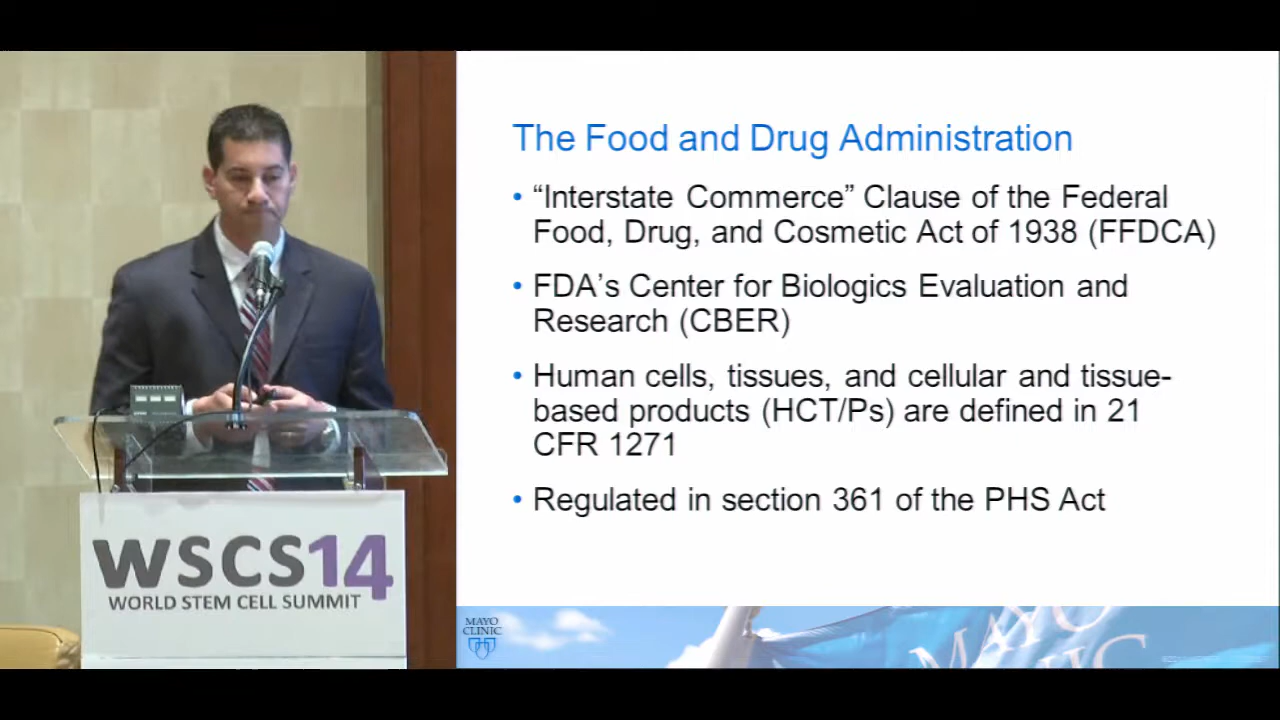 The Food and Drug Administration
• “Interstate Commerce” Clause of the Federal
Food, Drug, and Cosmetic Act of 1938 (FFDCA)
• FDA’s Center for Biologics Evaluation and
Research (CBER)
• Human cells, tissues, and cellular and tissue-
based products (HCT/Ps) are defined in 21
CFR 1271
• Regulated in section 361 of the PHS Act
WSCS14
WORLD STEM CELL SUMMIT
MAYO
CLINIC
MAYO